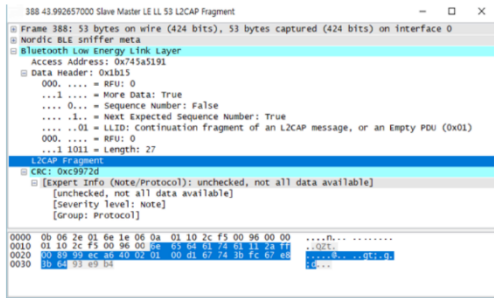 388 43.992657000 Slave Master LE LL 53 L2CAP Fragment
Frame 388: 53 bytes on wire (424 bits), 53 bytes captured (424 bits) on interface 0
Nordic BLE sniffer meta
Bluetooth Low Energy Link Layer
Access Address: 0x745a5191
Data Header: 0x1b15
000. .... = RFU: 0
...1 .... = More Data: True
.... 0... = Sequence Number: False
.... .1.. = Next Expected Sequence Number: True
.... ..01 = LLID: Continuation fragment of an L2CAP message, or an Empty PDU (0x01)
000. .... = RFU: 0
...1 1011 = Length: 27
L2CAP Fragment
CRC: 0xc9972d
[Expert Info (Note/Protocol): unchecked, not all data available]
[unchecked, not all data available]
[Severity level: Note]
[Group: Protocol]
0000 0b 06 2e 01 6e 1e 06 0a 01 10 2c f5 00 96 00 00
0010 01 10 2c f5 00 96 00 6e 65 64 61 74 61 11 2a ff
0020 00 89 99 ec a6 40 02 01 00 d1 67 74 3b fc 67 e8
0030 3b 64 93 e9 b4